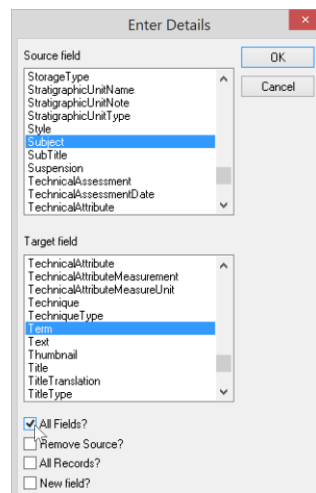 Enter Details
Source field
OK
Cancel
StorageType
StratigraphicUnitName
StratigraphicUnitNote
StratigraphicUnitType
Style
Subject
SubTitle
Suspension
TechnicalAssessment
TechnicalAssessmentDate
TechnicalAttribute
Target field
TechnicalAttribute
TechnicalAttributeMeasurement
TechnicalAttributeMeasureUnit
Technique
TechniqueType
Term
Text
Thumbnail
Title
TitleTranslation
TitleType
All Fields?
Remove Source?
All Records?
New field?